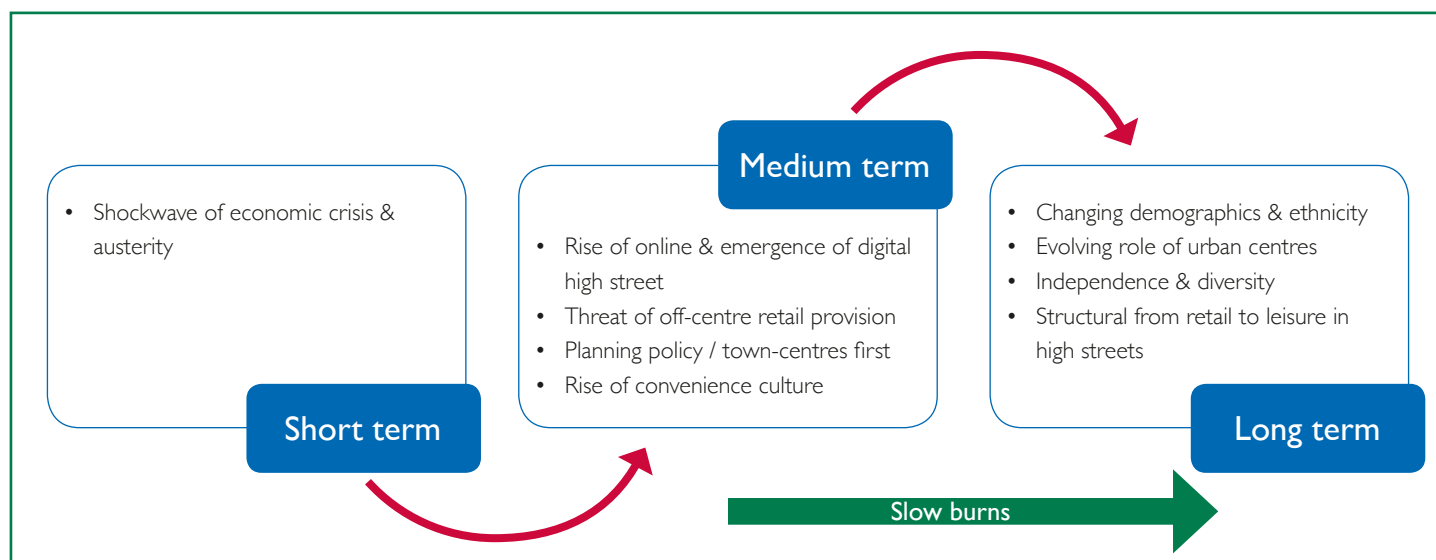 • Shockwave of economic crisis &
austerity
Short term
Medium term
• Rise of online & emergence of digital
high street
• Threat of off-centre retail provision
• Planning policy / town-centres first
• Rise of convenience culture
• Changing demographics & ethnicity
• Evolving role of urban centres
• Independence & diversity
• Structural from retail to leisure in
high streets
Long term
Slow burns